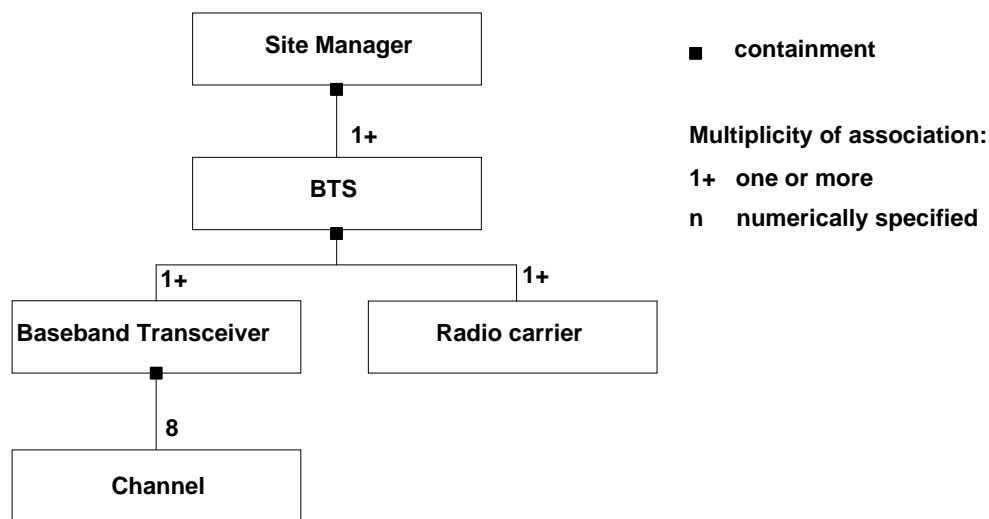 Site Manager
containment
1+
Multiplicity of association:
BTS
1+ one or more
n numerically specified
1+
1+
Baseband Transceiver
Radio carrier
8
Channel